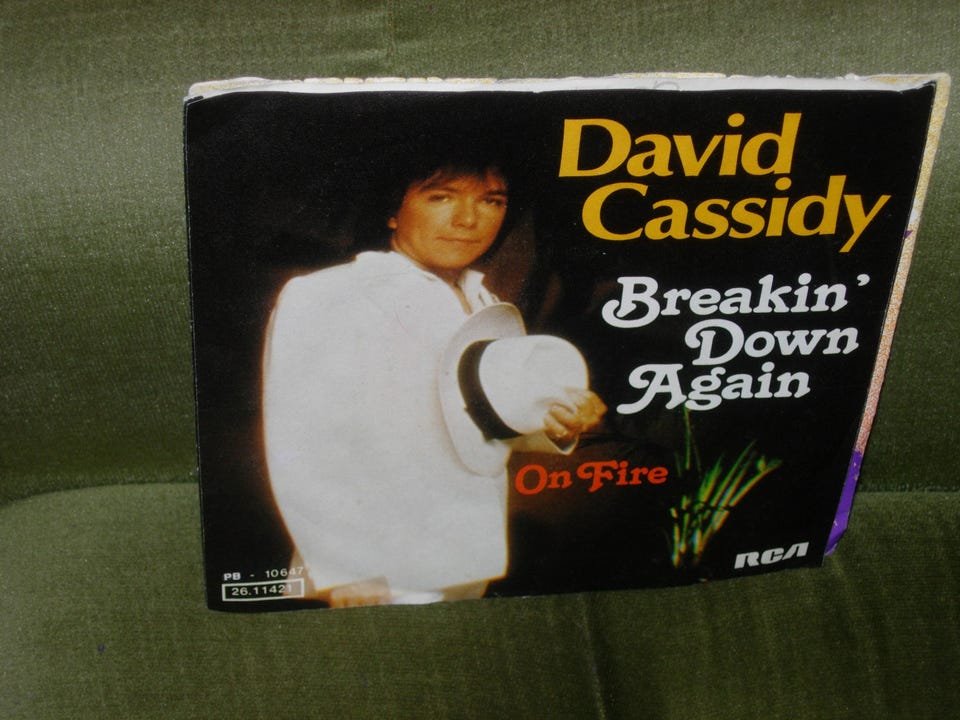 David
Cassidy
Breakin'
Down
Again
On Fire
RCA
PB - 10647
26.11421